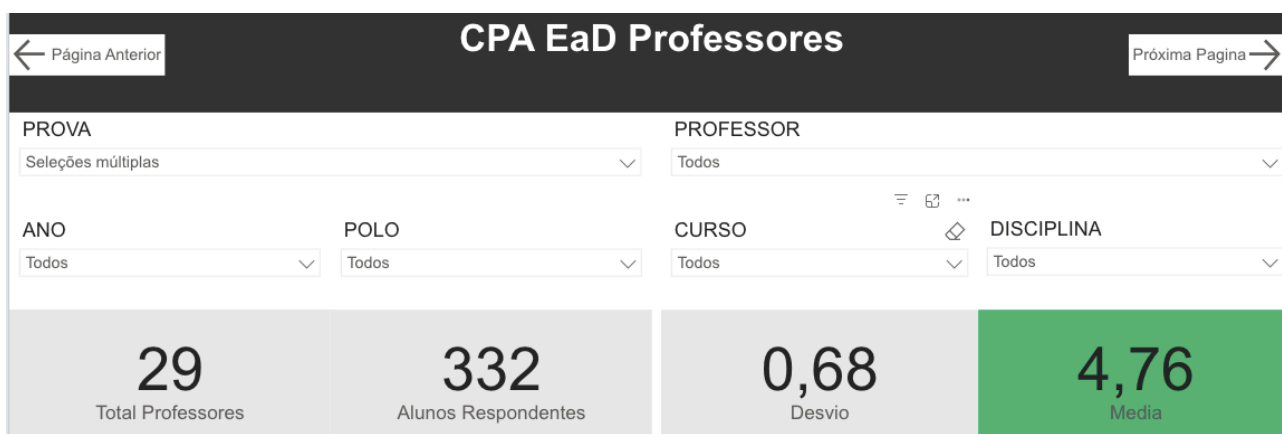 CPA EaD Professores
Página Anterior
Próxima Pagina
PROVA
Seleções múltiplas
PROFESSOR
Todos
ANO
Todos
POLO
Todos
CURSO
Todos
DISCIPLINA
Todos
29
Total Professores
332
Alunos Respondentes
0,68
Desvio
4,76
Media